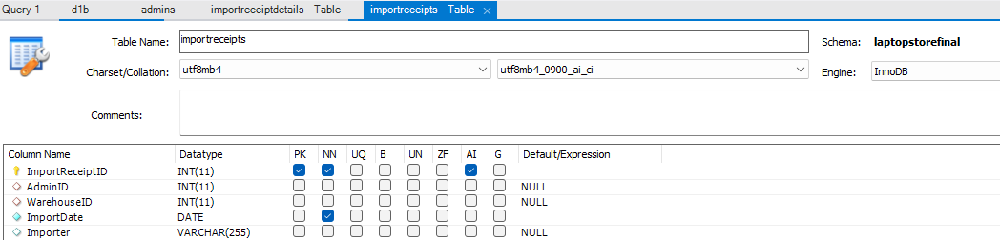 Query 1 d1b admins importreceiptdetails - Table importreceipts - Table
Table Name: importreceipts Schema: laptopstorefinal
Charset/Collation: utf8mb4 utf8mb4_0900_ai_ci Engine: InnoDB
Comments:
Column Name Datatype PK NN UQ B UN ZF AI G Default/Expression
ImportReceiptID INT(11)
AdminID INT(11) NULL
WarehouseID INT(11) NULL
ImportDate DATE
Importer VARCHAR(255) NULL